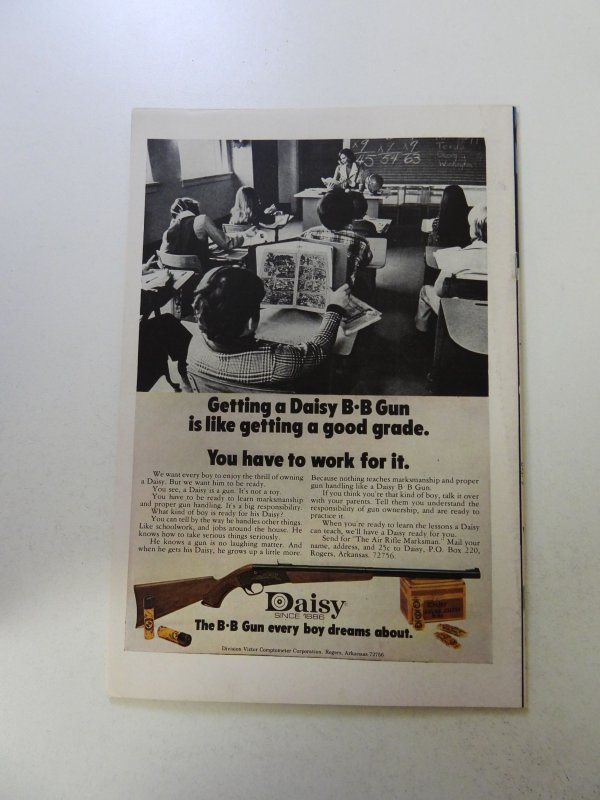 x9 x9 x9
45 54 63
Getting a Daisy B·B Gun
is like getting a good grade.
You have to work for it.
We want every boy to enjoy the thrill of owning
a Daisy. But we want him to be ready.
You see, a Daisy is a gun. It's not a toy.
You have to be ready to learn marksmanship
and proper gun handling. It's a big responsibility.
What kind of boy is ready for his Daisy?
You can tell by the way he handles other things.
Like schoolwork, and jobs around the house. He
knows how to take serious things seriously.
He knows a gun is no laughing matter. And
when he gets his Daisy, he grows up a little more.
Because nothing teaches marksmanship and proper
gun handling like a Daisy B·B Gun.
If you think you're that kind of boy, talk it over
with your parents. Tell them you understand the
responsibility of gun ownership, and are ready to
practice it.
When you're ready to learn the lessons a Daisy
can teach, we'll have a Daisy ready for you.
Send for "The Air Rifle Marksman." Mail your
name, address, and 25c to Daisy, P.O. Box 220,
Rogers, Arkansas. 72756.
Daisy
SINCE 1886
The B·B Gun every boy dreams about.
Division Victor Comptometer Corporation, Rogers, Arkansas 72756